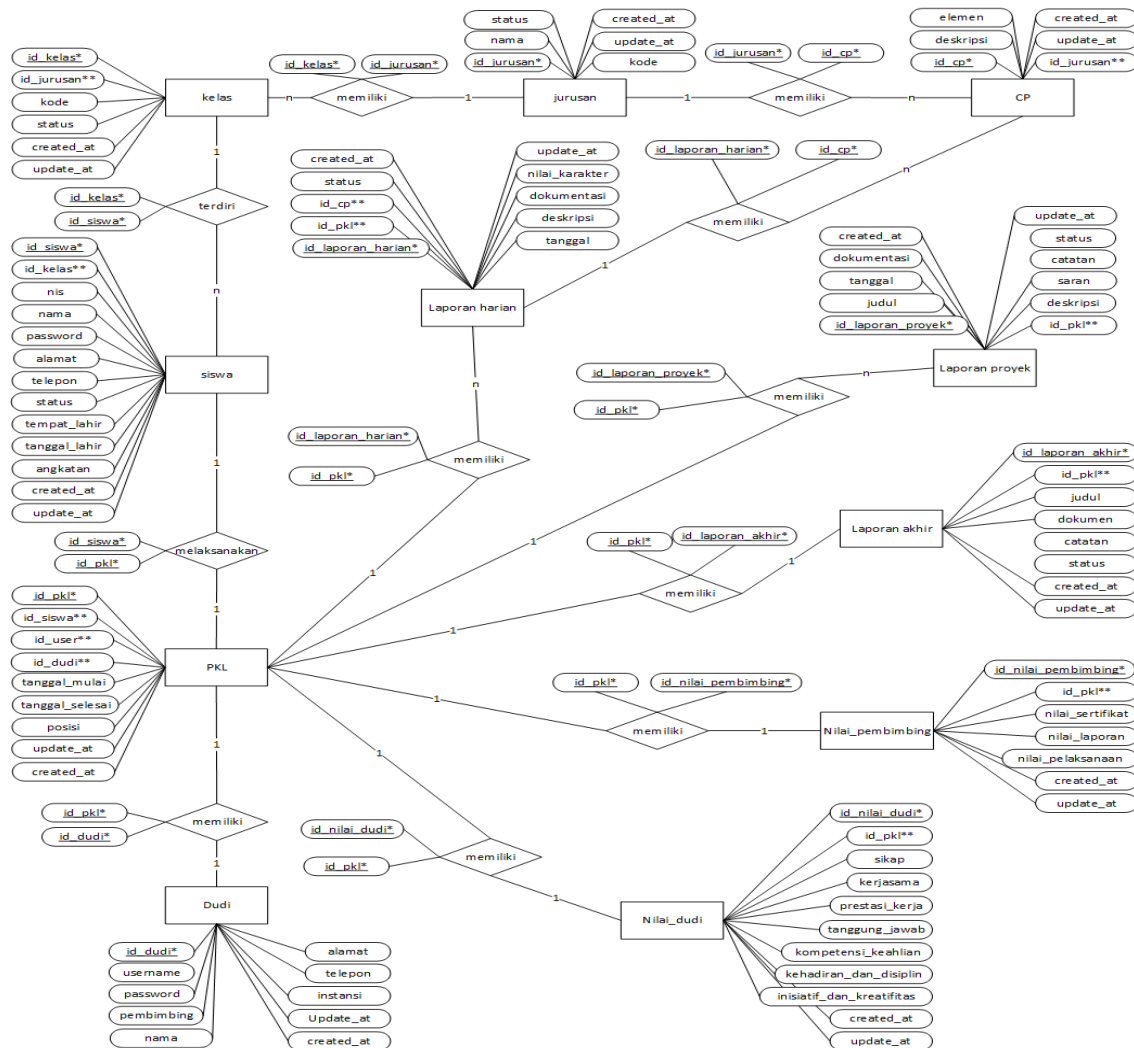 id_kelas*
id_jurusan**
kode
status
created_at
update_at
kelas
n
id_kelas*
id_jurusan*
memiliki
1
status
nama
id_jurusan*
created_at
update_at
kode
jurusan
1
id_jurusan*
id_cp*
memiliki
n
elemen
deskripsi
id_cp*
created_at
update_at
id_jurusan**
CP
1
id_kelas*
id_siswa*
terdiri
n
created_at
status
id_cp**
id_pkl**
id_laporan_harian*
update_at
nilai_karakter
dokumentasi
deskripsi
tanggal
Laporan harian
id_laporan_harian*
id_cp*
memiliki
n
1
created_at
dokumentasi
tanggal
judul
id_laporan_proyek*
update_at
status
catatan
saran
deskripsi
id_pkl**
Laporan proyek
id_siswa*
id_kelas**
nis
nama
password
alamat
telepon
status
tempat_lahir
tanggal_lahir
angkatan
created_at
update_at
siswa
1
n
id_laporan_harian*
id_pkl*
memiliki
1
id_laporan_proyek*
id_pkl*
memiliki
n
1
id_siswa*
id_pkl*
melaksanakan
1
id_pkl*
id_laporan_akhir*
memiliki
1
1
id_laporan_akhir*
id_pkl**
judul
dokumen
catatan
status
created_at
update_at
Laporan akhir
id_pkl*
id_siswa**
id_user**
id_dudi**
tanggal_mulai
tanggal_selesai
posisi
update_at
created_at
PKL
1
1
id_pkl*
id_nilai_pembimbing*
memiliki
1
id_nilai_pembimbing*
id_pkl**
nilai_sertifikat
nilai_laporan
nilai_pelaksanaan
created_at
update_at
Nilai_pembimbing
id_pkl*
id_dudi*
memiliki
1
1
id_nilai_dudi*
id_pkl*
memiliki
1
id_nilai_dudi*
id_pkl**
sikap
kerjasama
prestasi_kerja
tanggung_jawab
kompetensi_keahlian
kehadiran_dan_disiplin
inisiatif_dan_kreatifitas
created_at
update_at
Nilai_dudi
Dudi
id_dudi*
username
password
pembimbing
nama
alamat
telepon
instansi
Update_at
created_at